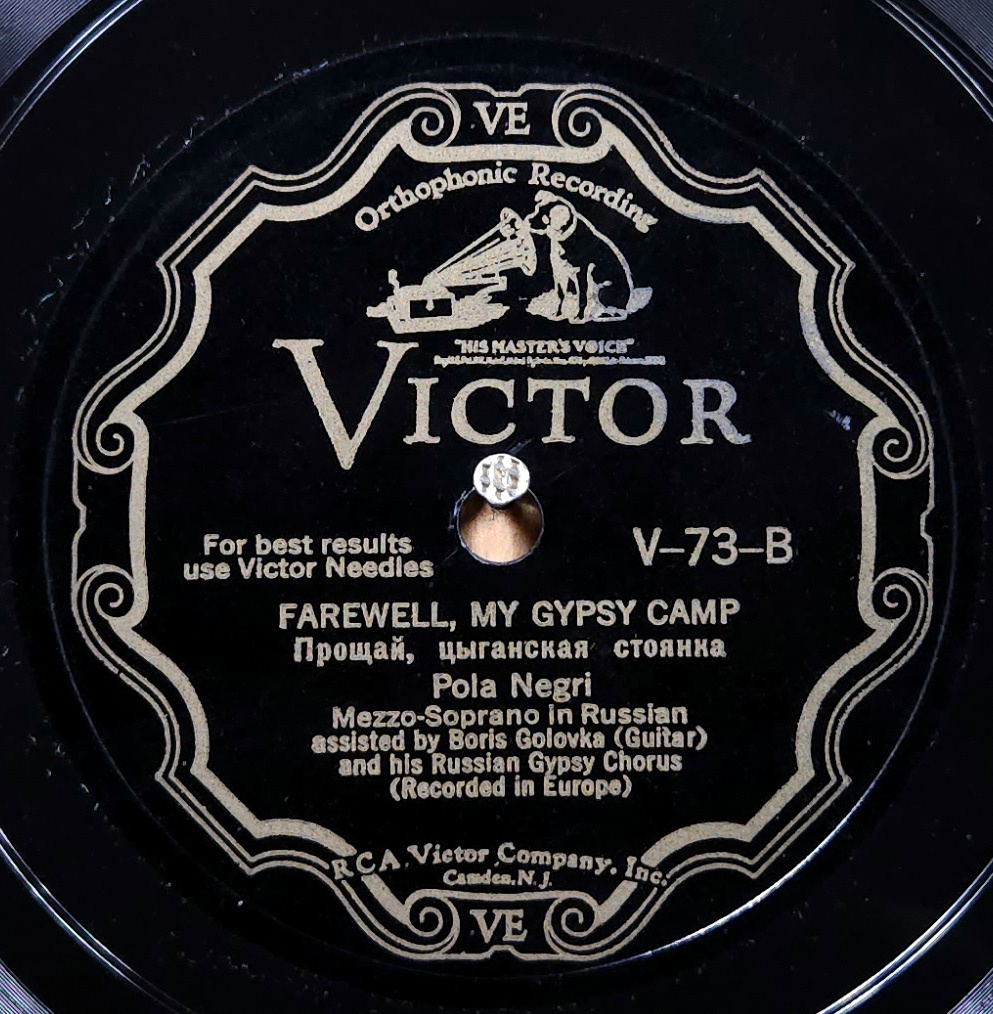 VE
Orthophonic Recording
"HIS MASTER'S VOICE"
VICTOR
For best results
use Victor Needles
V-73-B
FAREWELL, MY GYPSY CAMP
Прощай, цыганская стоянка
Pola Negri
Mezzo-Soprano in Russian
assisted by Boris Golovka (Guitar)
and his Russian Gypsy Chorus
(Recorded in Europe)
RCA Victor Company, Inc.
Camden, N. J.
VE